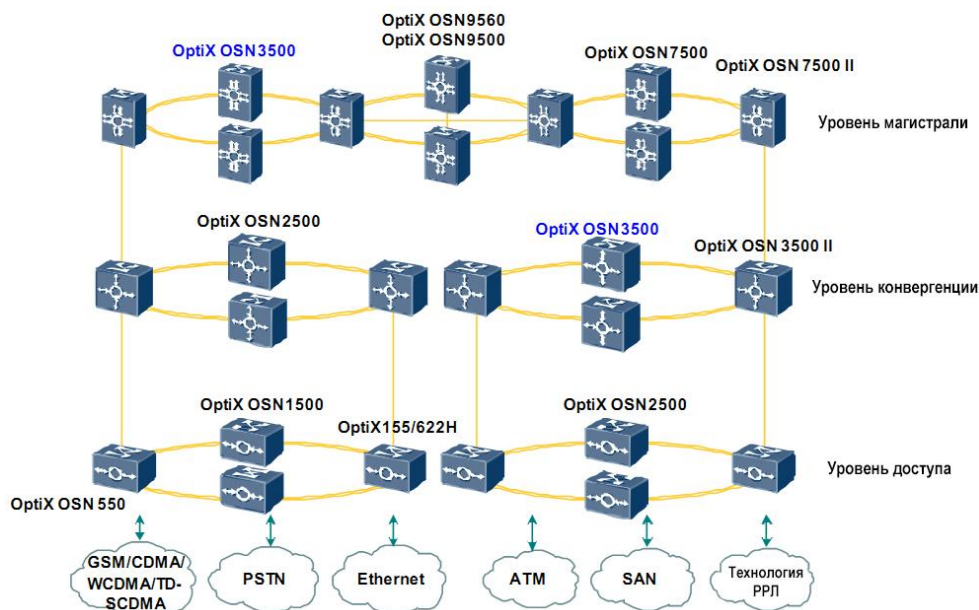 OptiX OSN9560
OptiX OSN3500
OptiX OSN9500
OptiX OSN7500
OptiX OSN 7500 II
Уровень магистрали
OptiX OSN2500
OptiX OSN3500
OptiX OSN 3500 II
Уровень конвергенции
OptiX OSN1500
OptiX155/622H
OptiX OSN2500
Уровень доступа
OptiX OSN 550
GSM/CDMA/
WCDMA/TD-
SCDMA
PSTN
Ethernet
ATM
SAN
Технология
РРЛ